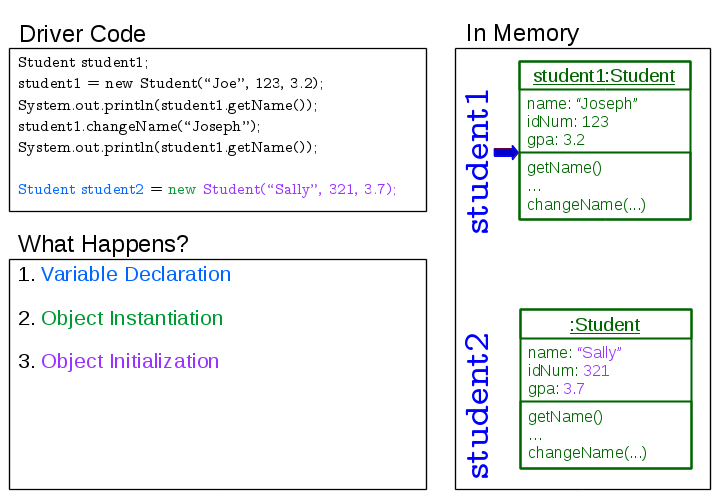 Driver Code
Student student1;
student1 = new Student(“Joe”, 123, 3.2);
System.out.println(student1.getName());
student1.changeName(“Joseph”);
System.out.println(student1.getName());
Student student2 = new Student(“Sally”, 321, 3.7);
What Happens?
1. Variable Declaration
2. Object Instantiation
3. Object Initialization
In Memory
student1
student1:Student
name: “Joseph”
idNum: 123
gpa: 3.2
getName()
...
changeName(...)
student2
:Student
name: “Sally”
idNum: 321
gpa: 3.7
getName()
...
changeName(...)